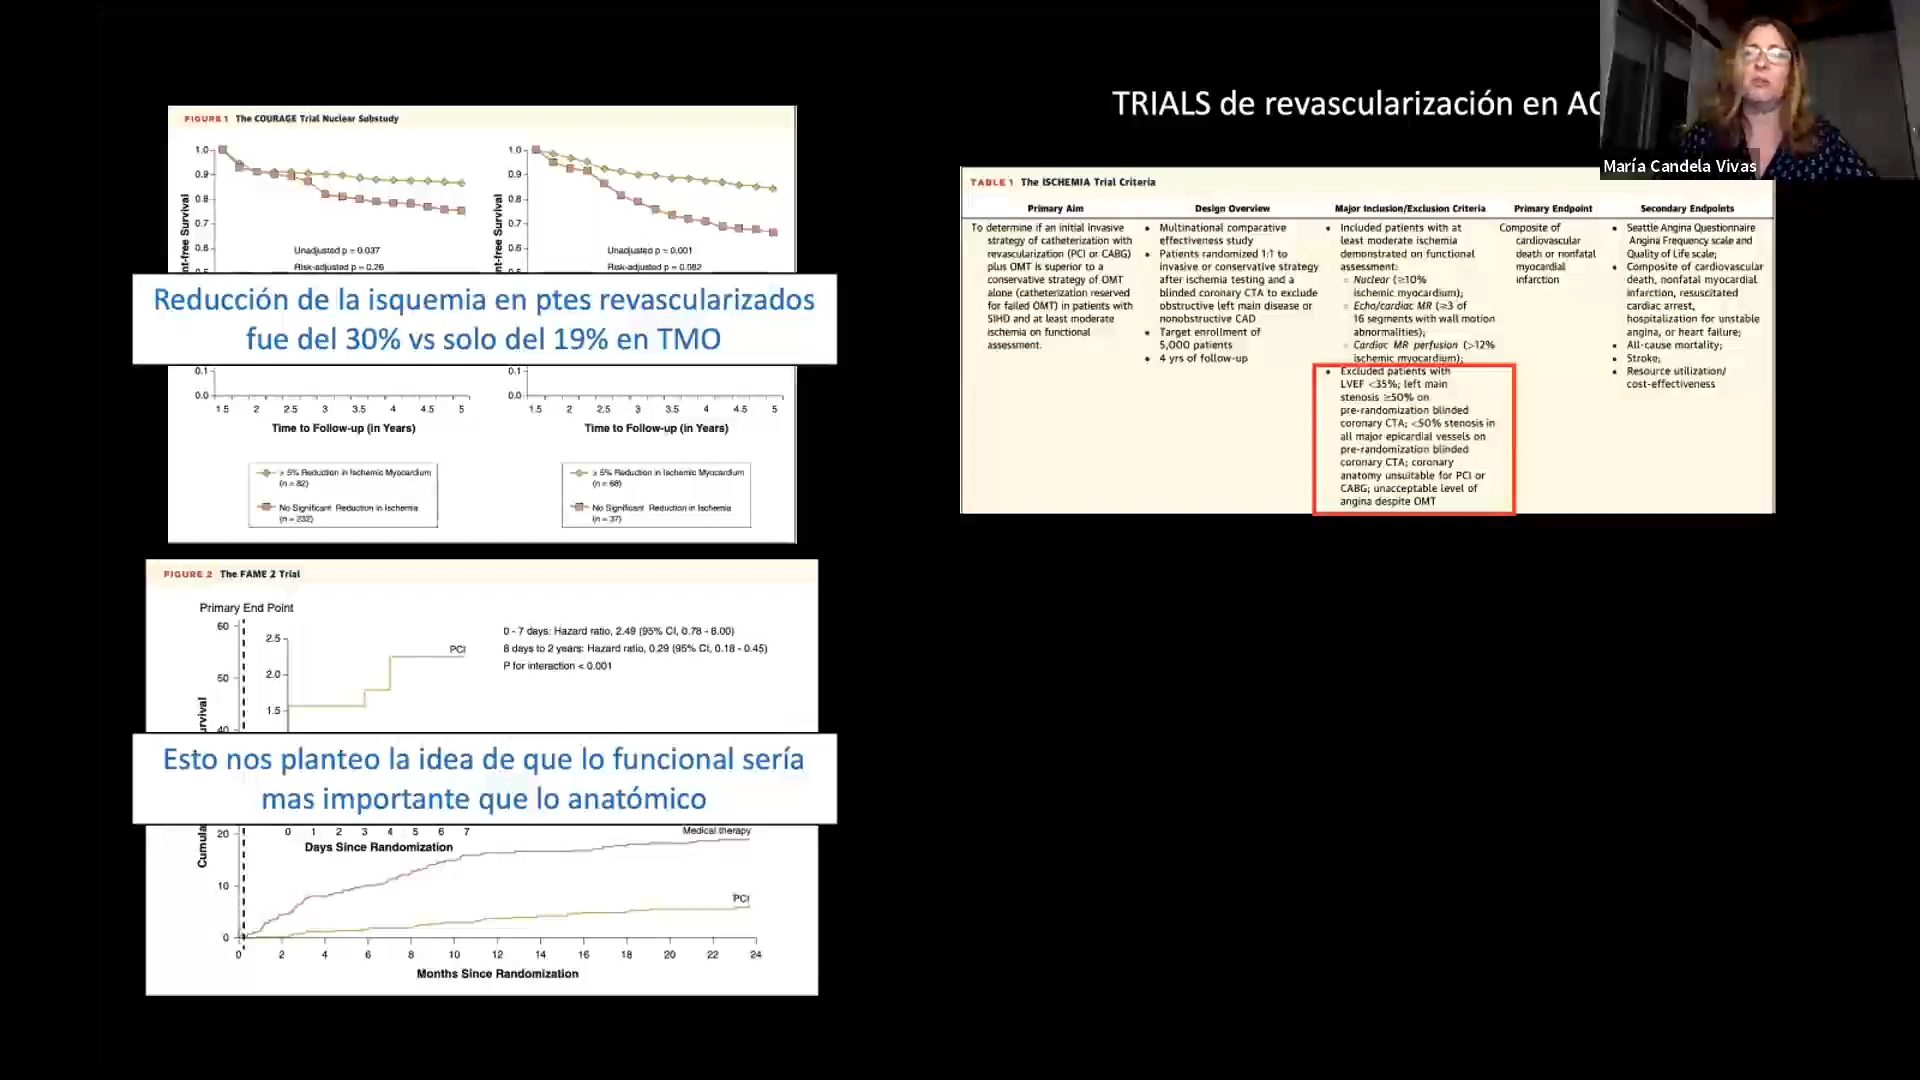 TRIALS de revascularización en AC
María Candela Vivas
FIGURE 1 The COURAGE Trial Nuclear Substudy
1.0
0.9
0.8
0.7
0.6
nt-free Survival
Unadjusted p = 0.037
Risk-adjusted p = 0.26
1.0
0.9
0.8
0.7
0.6
nt-free Survival
Unadjusted p = 0.001
Risk-adjusted p = 0.082
Reducción de la isquemia en ptes revascularizados
fue del 30% vs solo del 19% en TMO
0.1
0.0
1.5 2 2.5 3 3.5 4 4.5 5
Time to Follow-up (in Years)
≥ 5% Reduction in Ischemic Myocardium
(n = 82)
No Significant Reduction in Ischemia
(n = 232)
0.1
0.0
1.5 2 2.5 3 3.5 4 4.5 5
Time to Follow-up (in Years)
≥ 5% Reduction in Ischemic Myocardium
(n = 68)
No Significant Reduction in Ischemia
(n = 37)
FIGURE 2 The FAME 2 Trial
Primary End Point
60
50
40
2.5
2.0
1.5
PCI
0 - 7 days: Hazard ratio, 2.49 (95% CI, 0.78 - 8.00)
8 days to 2 years: Hazard ratio, 0.29 (95% CI, 0.18 - 0.45)
P for interaction < 0.001
urvival
Esto nos planteo la idea de que lo funcional sería
mas importante que lo anatómico
Cumula
20
10
0
0 1 2 3 4 5 6 7
Days Since Randomization
Medical therapy
PCI
0 2 4 6 8 10 12 14 16 18 20 22 24
Months Since Randomization
TABLE 1 The ISCHEMIA Trial Criteria
Primary Aim
To determine if an initial invasive
strategy of catheterization with
revascularization (PCI or CABG)
plus OMT is superior to a
conservative strategy of OMT
alone (catheterization reserved
for failed OMT) in patients with
SIHD and at least moderate
ischemia on functional
assessment.
Design Overview
• Multinational comparative
effectiveness study
• Patients randomized 1:1 to
invasive or conservative strategy
after ischemia testing and a
blinded coronary CTA to exclude
obstructive left main disease or
nonobstructive CAD
• Target enrollment of
5,000 patients
• 4 yrs of follow-up
Major Inclusion/Exclusion Criteria
• Included patients with at
least moderate ischemia
demonstrated on functional
assessment:
○ Nuclear (≥10%
ischemic myocardium);
○ Echo/cardiac MR (≥3 of
16 segments with wall motion
abnormalities);
○ Cardiac MR perfusion (>12%
ischemic myocardium);
• Excluded patients with
LVEF <35%; left main
stenosis ≥50% on
pre-randomization blinded
coronary CTA; <50% stenosis in
all major epicardial vessels on
pre-randomization blinded
coronary CTA; coronary
anatomy unsuitable for PCI or
CABG; unacceptable level of
angina despite OMT
Primary Endpoint
Composite of
cardiovascular
death or nonfatal
myocardial
infarction
Secondary Endpoints
• Seattle Angina Questionnaire
Angina Frequency scale and
Quality of Life scale;
• Composite of cardiovascular
death, nonfatal myocardial
infarction, resuscitated
cardiac arrest,
hospitalization for unstable
angina, or heart failure;
• All-cause mortality;
• Stroke;
• Resource utilization/
cost-effectiveness